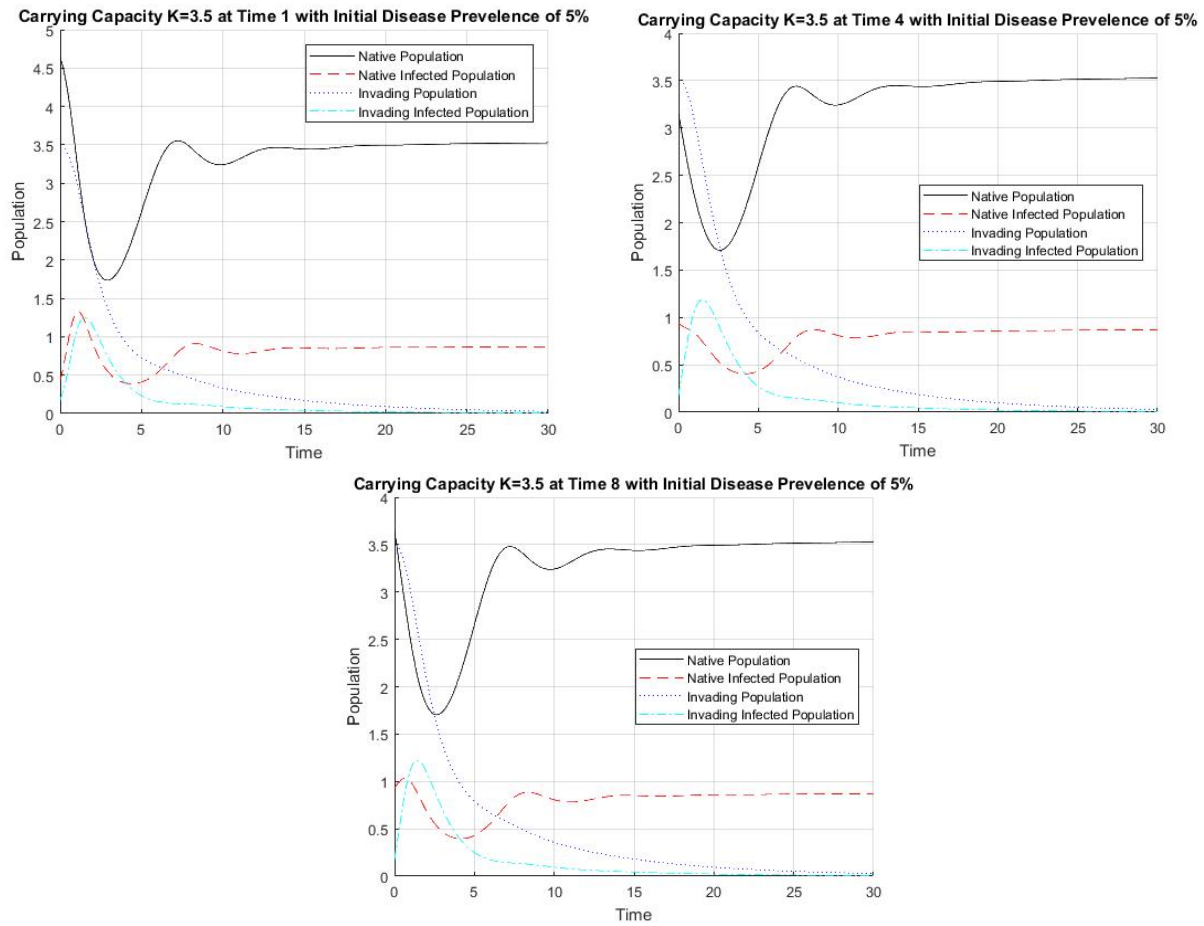 Carrying Capacity K=3.5 at Time 1 with Initial Disease Prevelence of 5%
5
4.5
4
3.5
3
2.5
2
1.5
1
0.5
0
Population
Native Population
Native Infected Population
Invading Population
Invading Infected Population
0 5 10 15 20 25 30
Time
Carrying Capacity K=3.5 at Time 4 with Initial Disease Prevelence of 5%
4
3.5
3
2.5
2
1.5
1
0.5
0
Population
Native Population
Native Infected Population
Invading Population
Invading Infected Population
0 5 10 15 20 25 30
Time
Carrying Capacity K=3.5 at Time 8 with Initial Disease Prevelence of 5%
4
3.5
3
2.5
2
1.5
1
0.5
0
Population
Native Population
Native Infected Population
Invading Population
Invading Infected Population
0 5 10 15 20 25 30
Time